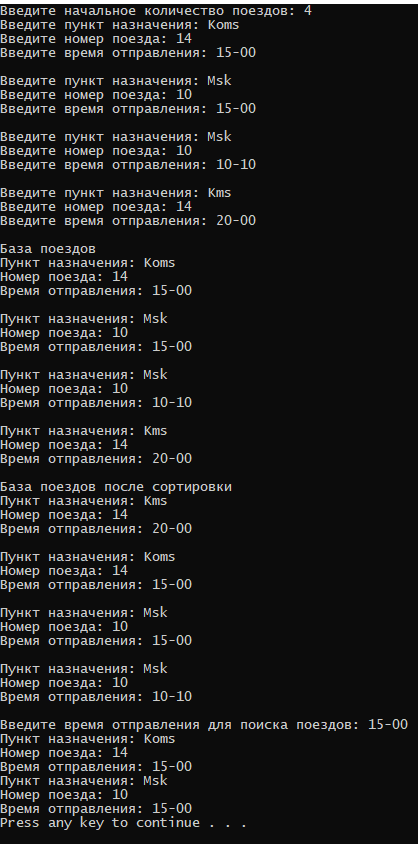 Введите начальное количество поездов: 4
Введите пункт назначения: Koms
Введите номер поезда: 14
Введите время отправления: 15-00
Введите пункт назначения: Msk
Введите номер поезда: 10
Введите время отправления: 15-00
Введите пункт назначения: Msk
Введите номер поезда: 10
Введите время отправления: 10-10
Введите пункт назначения: Kms
Введите номер поезда: 14
Введите время отправления: 20-00
База поездов
Пункт назначения: Koms
Номер поезда: 14
Время отправления: 15-00
Пункт назначения: Msk
Номер поезда: 10
Время отправления: 15-00
Пункт назначения: Msk
Номер поезда: 10
Время отправления: 10-10
Пункт назначения: Kms
Номер поезда: 14
Время отправления: 20-00
База поездов после сортировки
Пункт назначения: Kms
Номер поезда: 14
Время отправления: 20-00
Пункт назначения: Koms
Номер поезда: 14
Время отправления: 15-00
Пункт назначения: Msk
Номер поезда: 10
Время отправления: 15-00
Пункт назначения: Msk
Номер поезда: 10
Время отправления: 10-10
Введите время отправления для поиска поездов: 15-00
Пункт назначения: Koms
Номер поезда: 14
Время отправления: 15-00
Пункт назначения: Msk
Номер поезда: 10
Время отправления: 15-00
Press any key to continue . . .